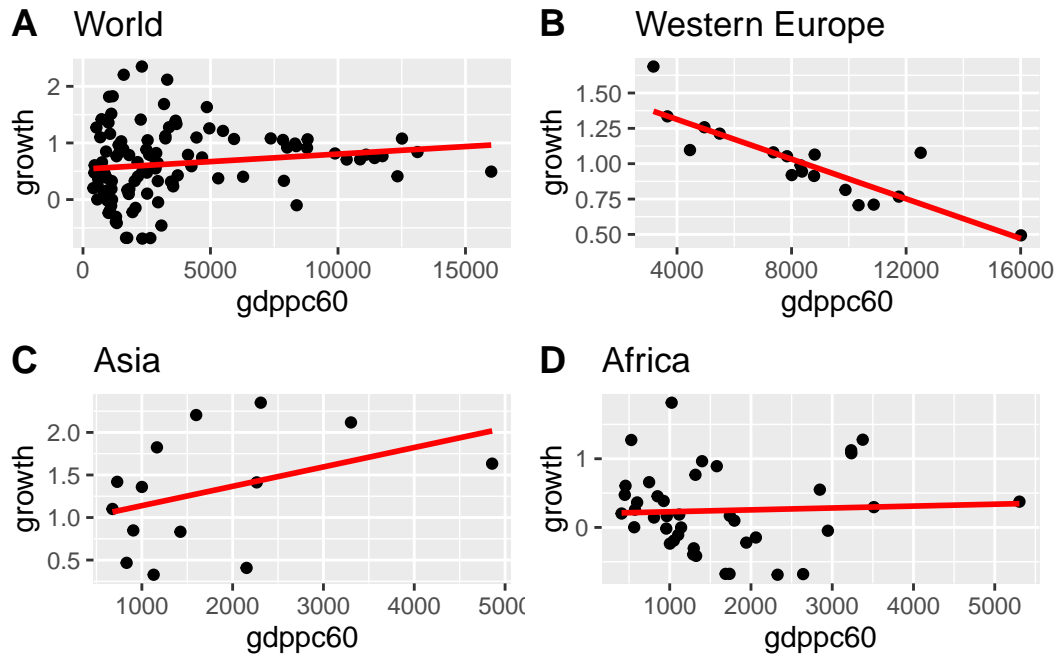 A World
growth
2
1
0
0 5000 10000 15000
gdppc60
B Western Europe
growth
1.50
1.25
1.00
0.75
0.50
4000 8000 12000 16000
gdppc60
C Asia
growth
2.0
1.5
1.0
0.5
1000 2000 3000 4000 5000
gdppc60
D Africa
growth
1
0
1000 2000 3000 4000 5000
gdppc60